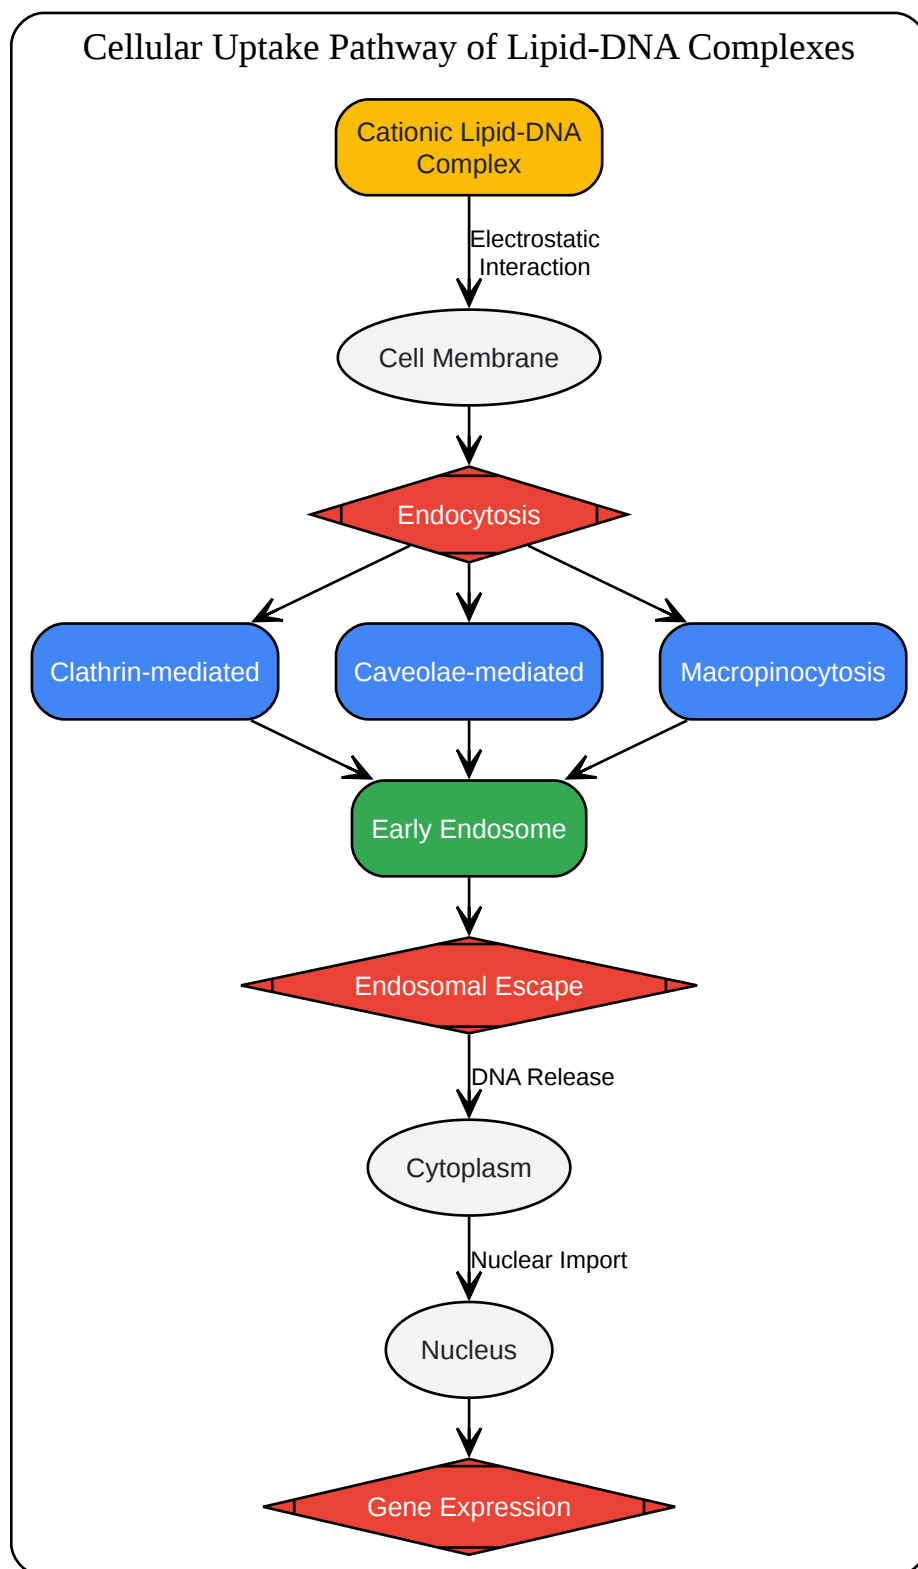 Cellular Uptake Pathway of Lipid-DNA Complexes
Cationic Lipid-DNA
Complex
Electrostatic
Interaction
Cell Membrane
Endocytosis
Clathrin-mediated
Caveolae-mediated
Macropinocytosis
Early Endosome
Endosomal Escape
DNA Release
Cytoplasm
Nuclear Import
Nucleus
Gene Expression